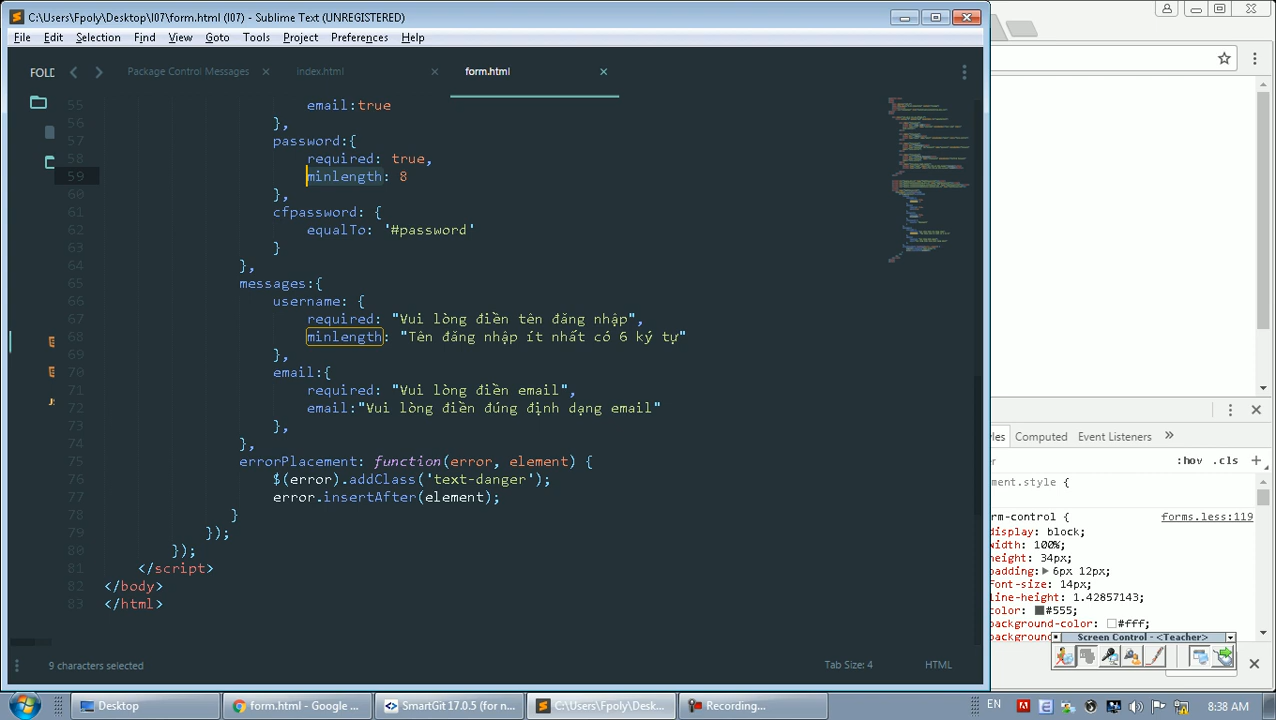 C:\Users\Fpoly\Desktop\l07\form.html (l07) - Sublime Text (UNREGISTERED)
File Edit Selection Find View Goto Tools Project Preferences Help
FOLD
Package Control Messages
index.html
form.html
55 email:true
56 },
57 password:{
58 required: true,
59 minlength: 8
60 },
61 cfpassword: {
62 equalTo: '#password'
63 }
64 },
65 messages:{
66 username: {
67 required: "Vui lòng điền tên đăng nhập",
68 minlength: "Tên đăng nhập ít nhất có 6 ký tự"
69 },
70 email:{
71 required: "Vui lòng điền email",
72 email:"Vui lòng điền đúng định dạng email"
73 },
74 },
75 errorPlacement: function(error, element) {
76 $(error).addClass('text-danger');
77 error.insertAfter(element);
78 }
79 });
80 });
81 </script>
82 </body>
83 </html>
9 characters selected
Tab Size: 4
HTML
les Computed Event Listeners »
er :hov .cls +
ment.style {
rm-control { forms.less:119
display: block;
width: 100%;
height: 34px;
padding: 6px 12px;
font-size: 14px;
line-height: 1.42857143;
color: #555;
background-color: #fff;
Screen Control - <Teacher>
Desktop
form.html - Google ...
SmartGit 17.0.5 (for n...
C:\Users\Fpoly\Desk...
Recording...
EN
8:38 AM